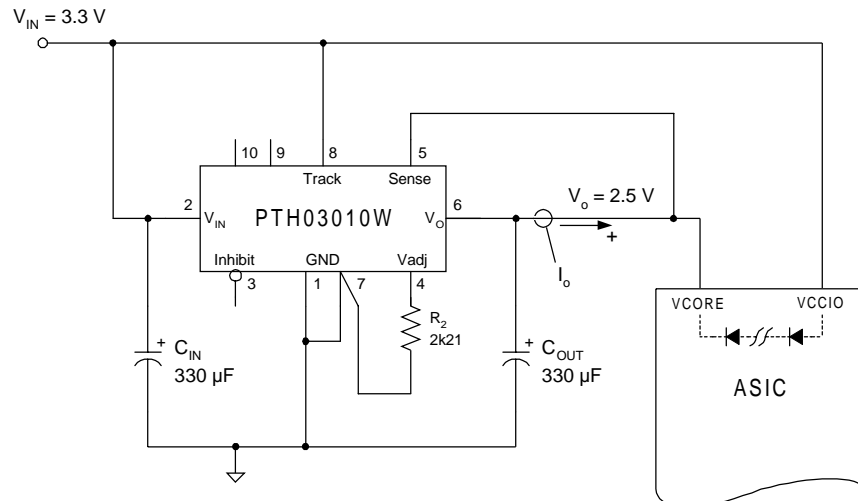 V_IN = 3.3 V
10 9 8 5
Track Sense
V_o = 2.5 V
2 V_IN PTH03010W V_O 6
+
Inhibit GND Vadj
3 1 7 4
I_o
R_2
2k21
VCORE VCCIO
+ C_IN
330 µF
+ C_OUT
330 µF
ASIC